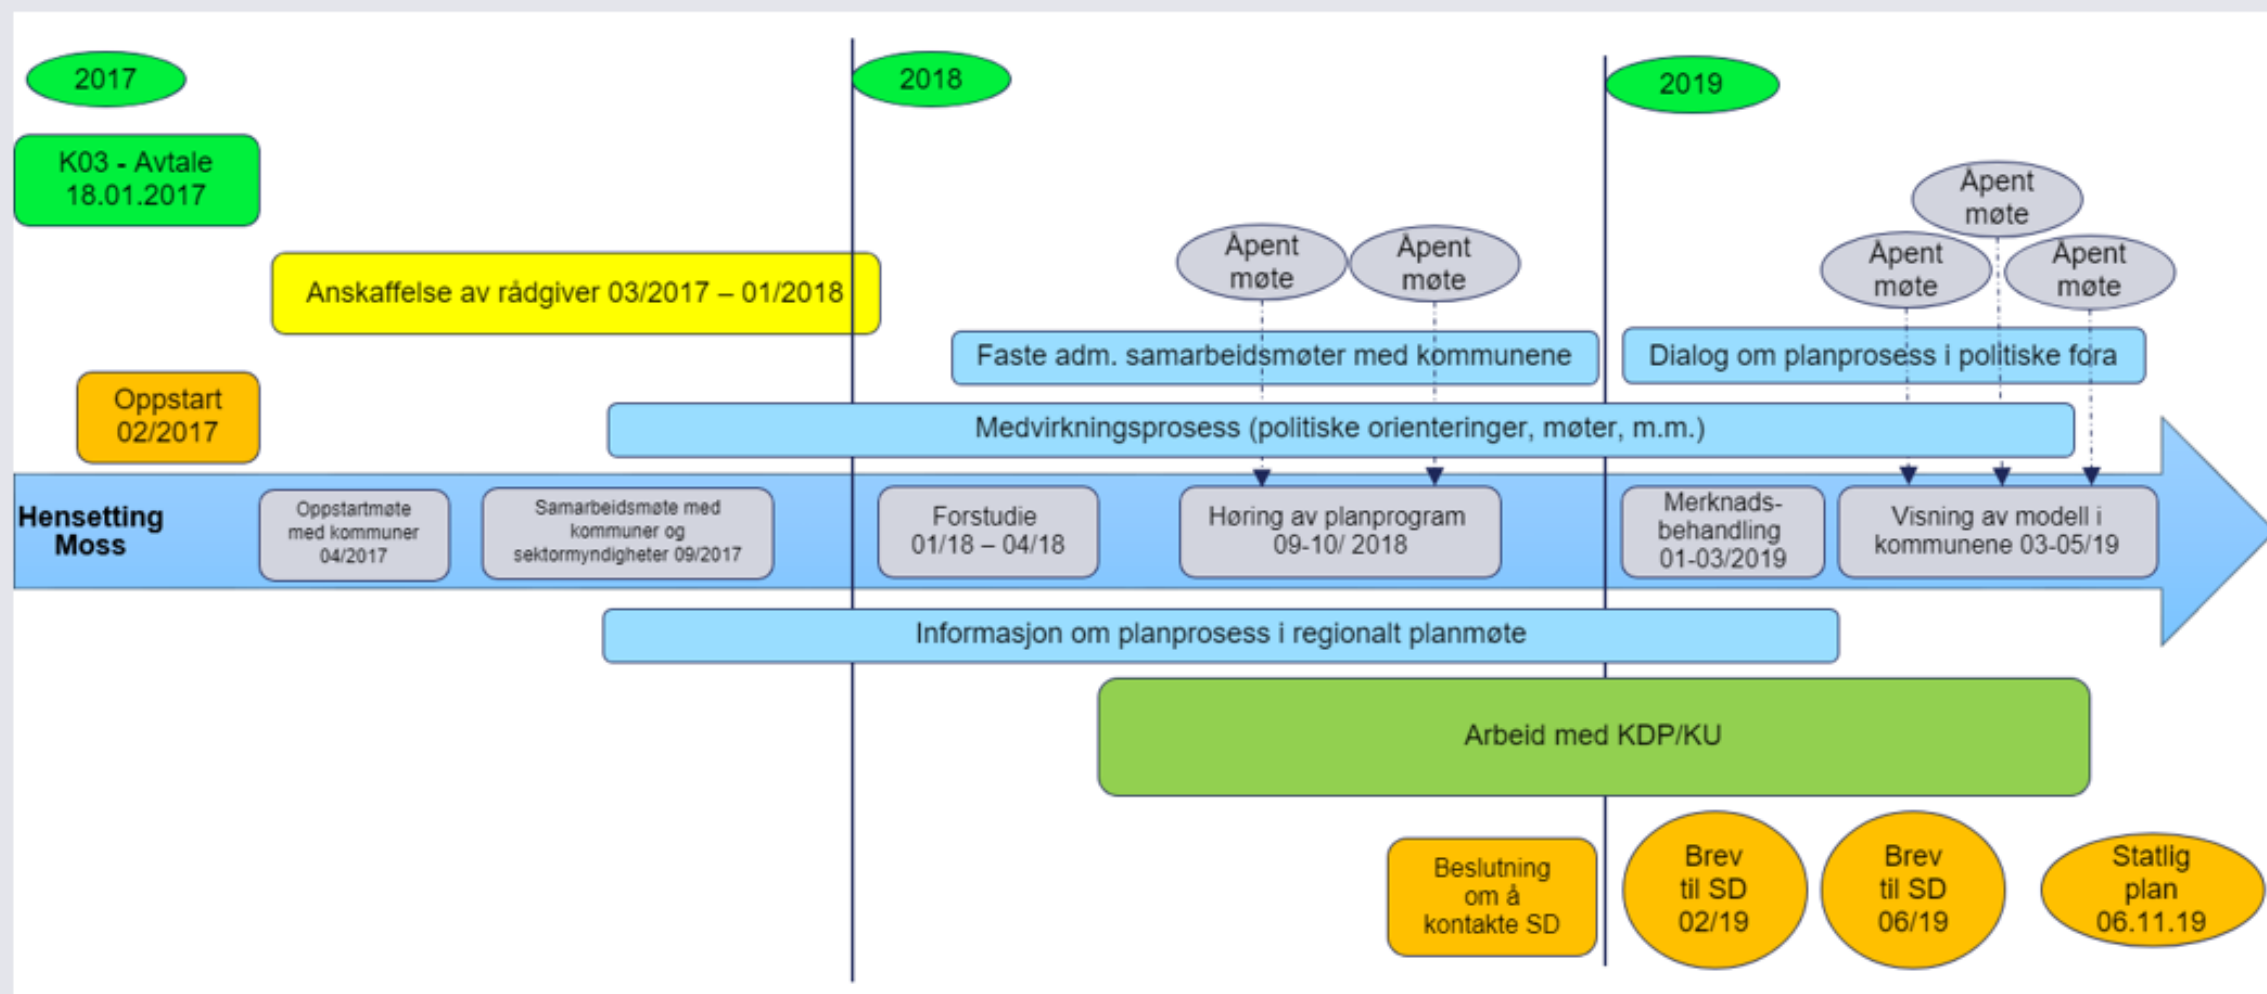 2017
2018
2019
K03 - Avtale
18.01.2017
Åpent
møte
Åpent
møte
Åpent
møte
Åpent
møte
Åpent
møte
Anskaffelse av rådgiver 03/2017 – 01/2018
Faste adm. samarbeidsmøter med kommunene
Dialog om planprosess i politiske fora
Oppstart
02/2017
Medvirkningsprosess (politiske orienteringer, møter, m.m.)
Hensetting
Moss
Oppstartmøte
med kommuner
04/2017
Samarbeidsmøte med
kommuner og
sektormyndigheter 09/2017
Forstudie
01/18 – 04/18
Høring av planprogram
09-10/ 2018
Merknads-
behandling
01-03/2019
Visning av modell i
kommunene 03-05/19
Informasjon om planprosess i regionalt planmøte
Arbeid med KDP/KU
Beslutning
om å
kontakte SD
Brev
til SD
02/19
Brev
til SD
06/19
Statlig
plan
06.11.19